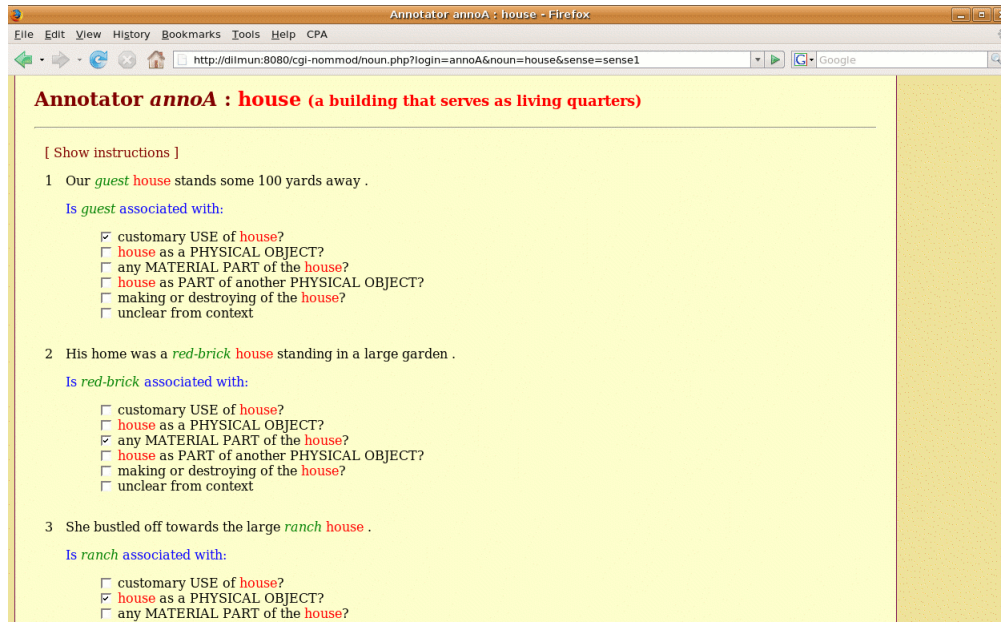 Annotator annoA : house - Firefox
File Edit View History Bookmarks Tools Help CPA
http://dilmun:8080/cgi-nommod/noun.php?login=annoA&noun=house&sense=sense1 G Google
Annotator annoA : house (a building that serves as living quarters)
[ Show instructions ]
1 Our guest house stands some 100 yards away .
Is guest associated with:
customary USE of house?
house as a PHYSICAL OBJECT?
any MATERIAL PART of the house?
house as PART of another PHYSICAL OBJECT?
making or destroying of the house?
unclear from context
2 His home was a red-brick house standing in a large garden .
Is red-brick associated with:
customary USE of house?
house as a PHYSICAL OBJECT?
any MATERIAL PART of the house?
house as PART of another PHYSICAL OBJECT?
making or destroying of the house?
unclear from context
3 She bustled off towards the large ranch house .
Is ranch associated with:
customary USE of house?
house as a PHYSICAL OBJECT?
any MATERIAL PART of the house?